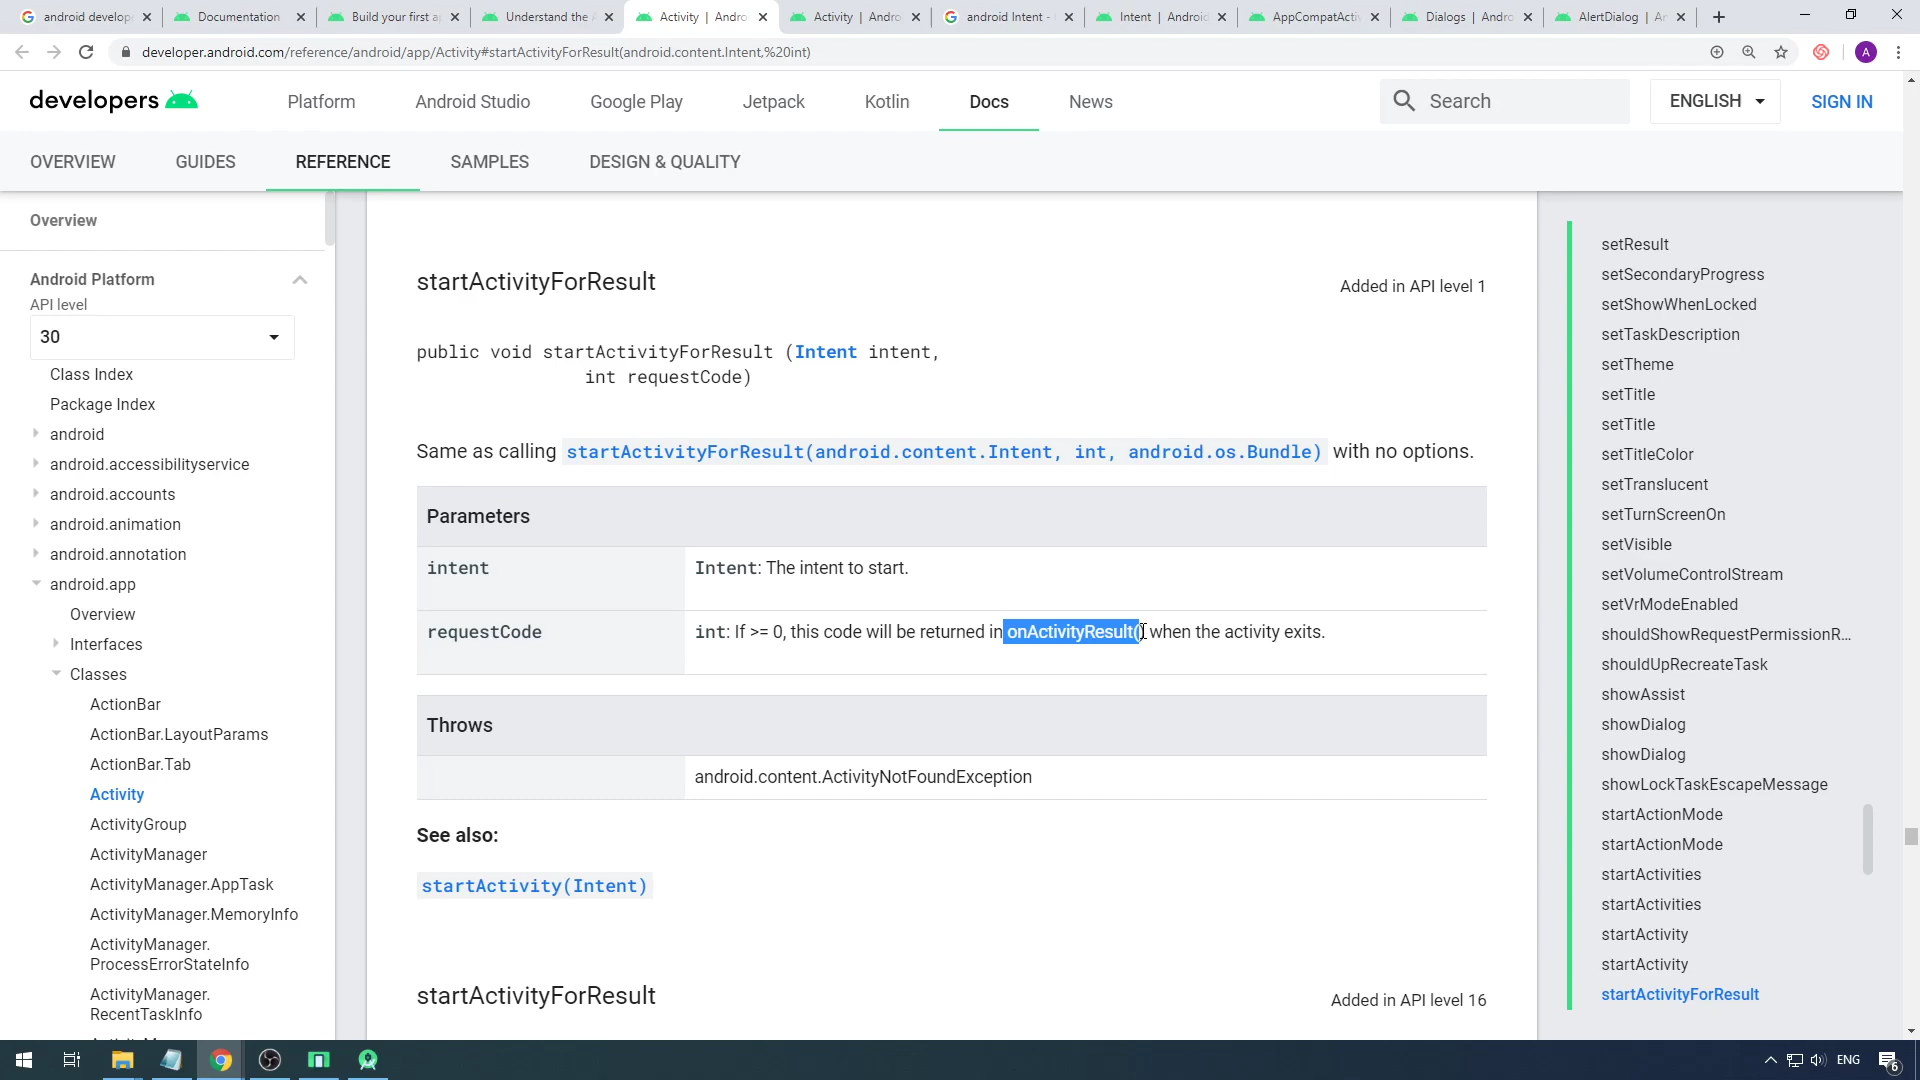 android develope
Documentation
Build your first a
Understand the A
Activity | Andro
Activity | Andro
android Intent -
Intent | Android
AppCompatActiv
Dialogs | Andro
AlertDialog | An
developer.android.com/reference/android/app/Activity#startActivityForResult(android.content.Intent,%20int)
A
developers
Platform
Android Studio
Google Play
Jetpack
Kotlin
Docs
News
Search
ENGLISH
SIGN IN
OVERVIEW
GUIDES
REFERENCE
SAMPLES
DESIGN & QUALITY
Overview
Android Platform
API level
30
Class Index
Package Index
android
android.accessibilityservice
android.accounts
android.animation
android.annotation
android.app
Overview
Interfaces
Classes
ActionBar
ActionBar.LayoutParams
ActionBar.Tab
Activity
ActivityGroup
ActivityManager
ActivityManager.AppTask
ActivityManager.MemoryInfo
ActivityManager.
ProcessErrorStateInfo
ActivityManager.
RecentTaskInfo
startActivityForResult
Added in API level 1
public void startActivityForResult (Intent intent,
int requestCode)
Same as calling startActivityForResult(android.content.Intent, int, android.os.Bundle) with no options.
Parameters
intent
Intent: The intent to start.
requestCode
int: If >= 0, this code will be returned in onActivityResult() when the activity exits.
Throws
android.content.ActivityNotFoundException
See also:
startActivity(Intent)
startActivityForResult
Added in API level 16
setResult
setSecondaryProgress
setShowWhenLocked
setTaskDescription
setTheme
setTitle
setTitle
setTitleColor
setTranslucent
setTurnScreenOn
setVisible
setVolumeControlStream
setVrModeEnabled
shouldShowRequestPermissionR...
shouldUpRecreateTask
showAssist
showDialog
showDialog
showLockTaskEscapeMessage
startActionMode
startActionMode
startActivities
startActivities
startActivity
startActivity
startActivityForResult
ENG
6